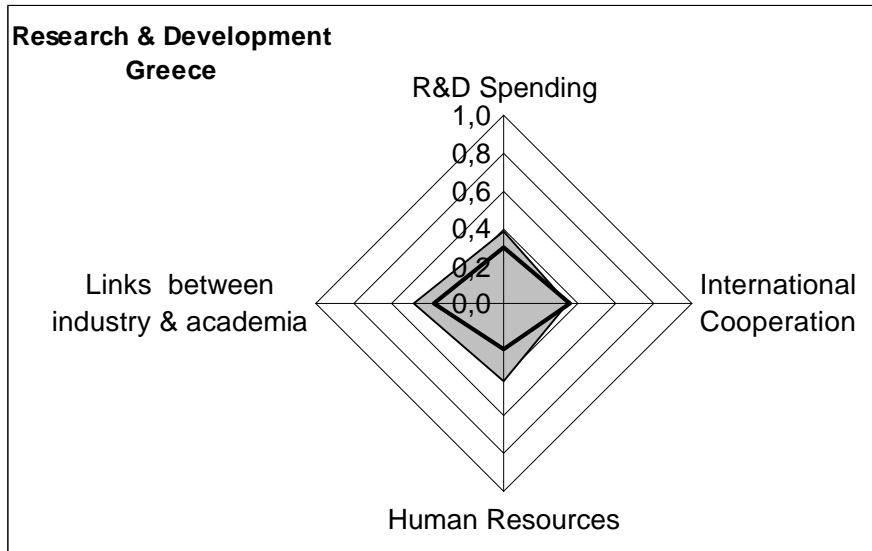 Research & Development
Greece
R&D Spending
1,0
0,8
0,6
0,4
0,2
0,0
Links between
industry & academia
International
Cooperation
Human Resources